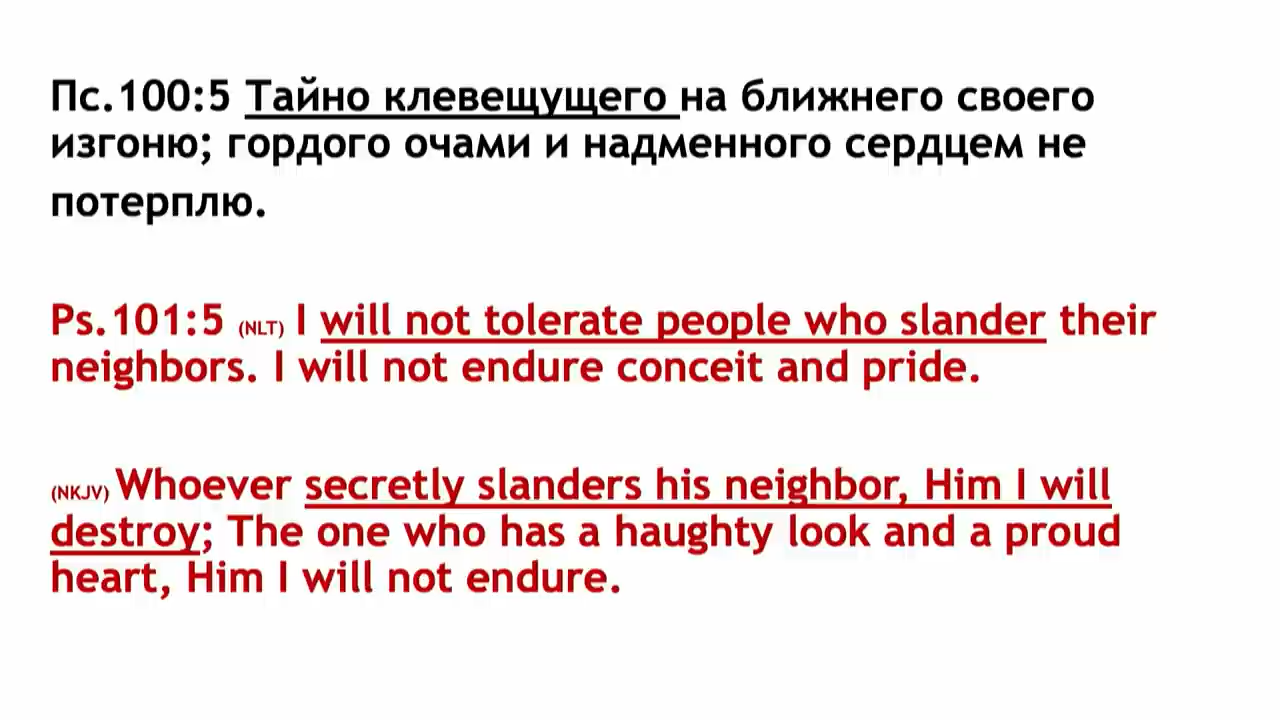 Пс.100:5 Тайно клевещущего на ближнего своего
изгоню; гордого очами и надменного сердцем не
потерплю.
Ps.101:5 (NLT) I will not tolerate people who slander their
neighbors. I will not endure conceit and pride.
(NKJV) Whoever secretly slanders his neighbor, Him I will
destroy; The one who has a haughty look and a proud
heart, Him I will not endure.